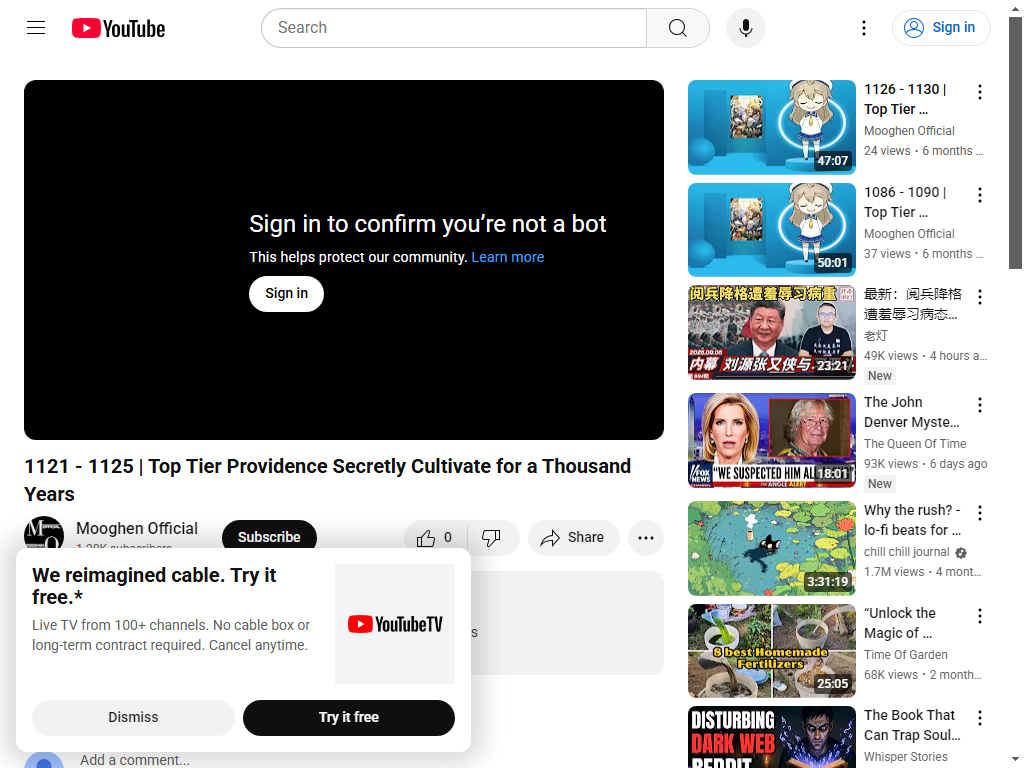 YouTube
Search
Sign in
Sign in to confirm you’re not a bot
This helps protect our community. Learn more
Sign in
1121 - 1125 | Top Tier Providence Secretly Cultivate for a Thousand
Years
Mooghen Official
Subscribe
0
Share
We reimagined cable. Try it
free.*
Live TV from 100+ channels. No cable box or
long-term contract required. Cancel anytime.
YouTubeTV
Dismiss
Try it free
Add a comment...
47:07
1126 - 1130 |
Top Tier ...
Mooghen Official
24 views • 6 months ...
50:01
1086 - 1090 |
Top Tier ...
Mooghen Official
37 views • 6 months ...
阅兵降格遭羞辱习病重
2025.09.05
内幕 刘源张又侠与
23:21
最新：阅兵降格
遭羞辱习病态...
老灯
49K views • 4 hours a...
New
FOX
NEWS
"WE SUSPECTED HIM AL
THE ANGLE ALERT
18:01
The John
Denver Myste...
The Queen Of Time
93K views • 6 days ago
New
3:31:19
Why the rush? -
lo-fi beats for ...
chill chill journal
1.7M views • 4 mont...
8 best Homemade
Fertilizers
25:05
“Unlock the
Magic of ...
Time Of Garden
68K views • 2 month...
DISTURBING
DARK WEB
REDDIT
The Book That
Can Trap Soul...
Whisper Stories